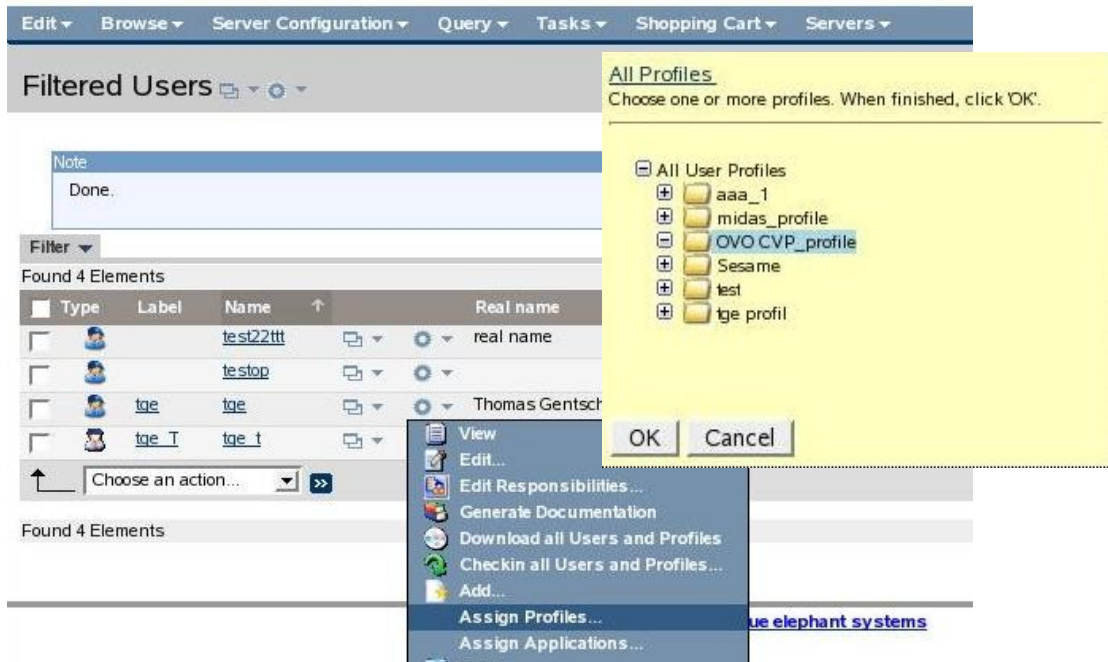 Edit Browse Server Configuration Query Tasks Shopping Cart Servers
Filtered Users
Note
Done.
Filter
Found 4 Elements
Type Label Name Real name
test22ttt real name
testop
tge tge Thomas Gentsch
tge_T tge_t
Choose an action...
Found 4 Elements
View
Edit...
Edit Responsibilities...
Generate Documentation
Download all Users and Profiles
Checkin all Users and Profiles...
Add...
Assign Profiles...
Assign Applications...
ue elephant systems
All Profiles
Choose one or more profiles. When finished, click 'OK'.
All User Profiles
aaa_1
midas_profile
OVO CVP_profile
Sesame
test
tge profil
OK Cancel